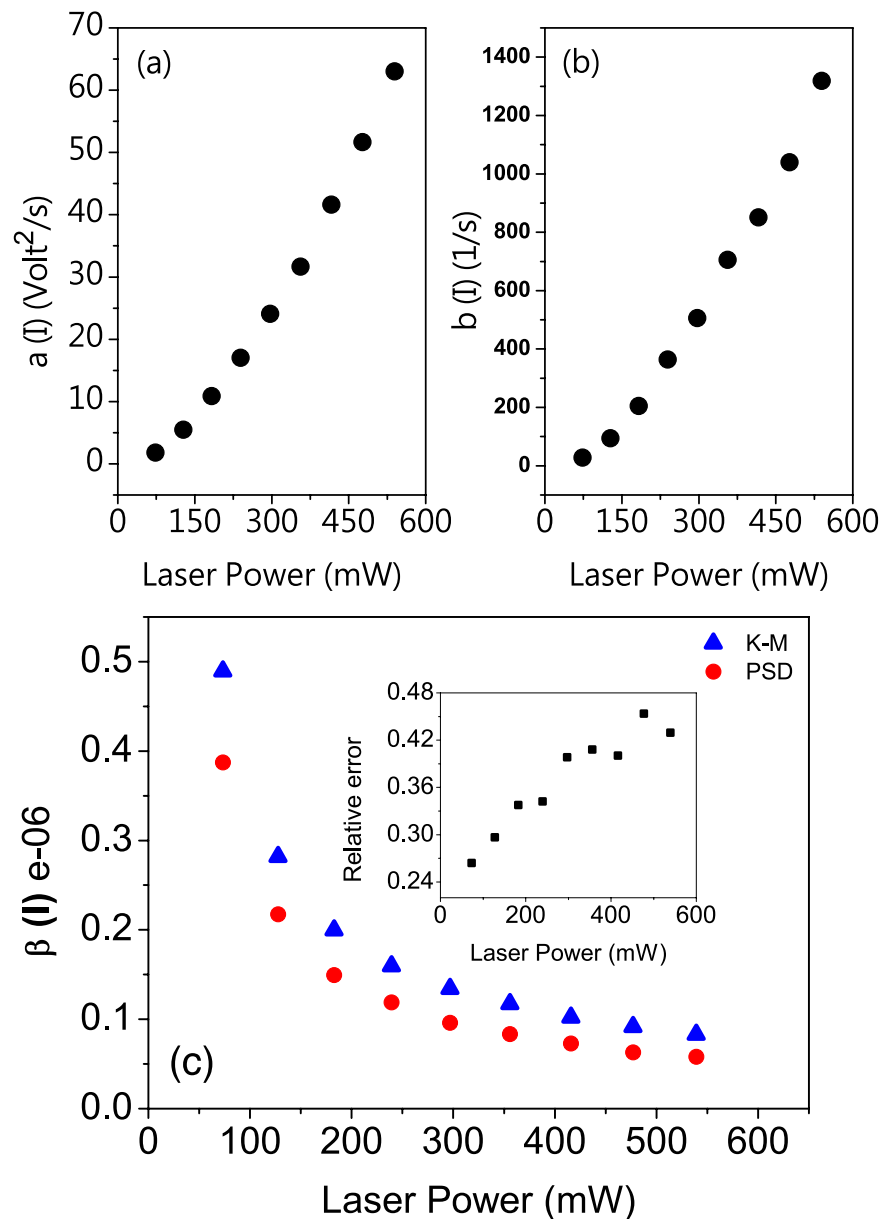 (a)
70
60
50
40
30
20
10
0
a (I) (Volt²/s)
0 150 300 450 600
Laser Power (mW)
(b)
1400
1200
1000
800
600
400
200
0
b (I) (1/s)
0 150 300 450 600
Laser Power (mW)
K-M
PSD
0.5
0.4
0.3
0.2
0.1
0.0
β (I) e-06
(c)
0.48
0.42
0.36
0.30
0.24
Relative error
0 200 400 600
Laser Power (mW)
0 100 200 300 400 500 600
Laser Power (mW)